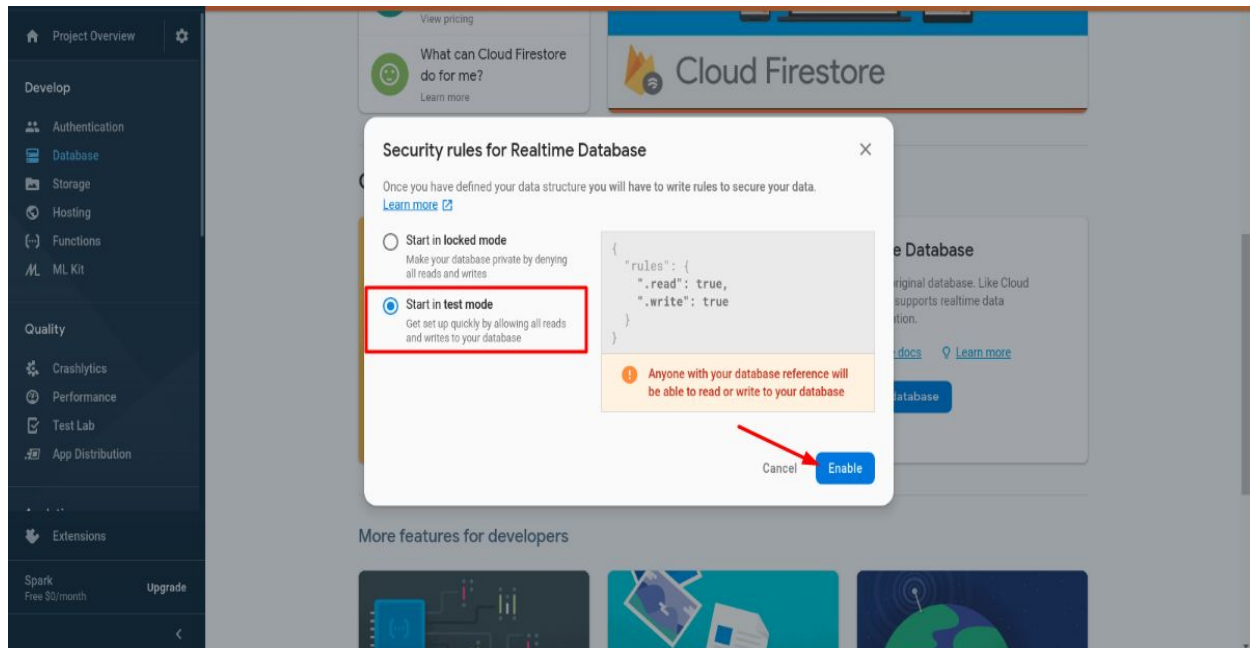 Project Overview
Develop
Authentication
Database
Storage
Hosting
Functions
ML Kit
Quality
Crashlytics
Performance
Test Lab
App Distribution
Extensions
Spark
Free $0/month
Upgrade
View pricing
What can Cloud Firestore
do for me?
Learn more
Cloud Firestore
Security rules for Realtime Database
Once you have defined your data structure you will have to write rules to secure your data.
Learn more
Start in locked mode
Make your database private by denying
all reads and writes
Start in test mode
Get set up quickly by allowing all reads
and writes to your database
{
"rules": {
".read": true,
".write": true
}
}
Anyone with your database reference will
be able to read or write to your database
Cancel
Enable
e Database
original database. Like Cloud
supports realtime data
docs
Learn more
database
More features for developers